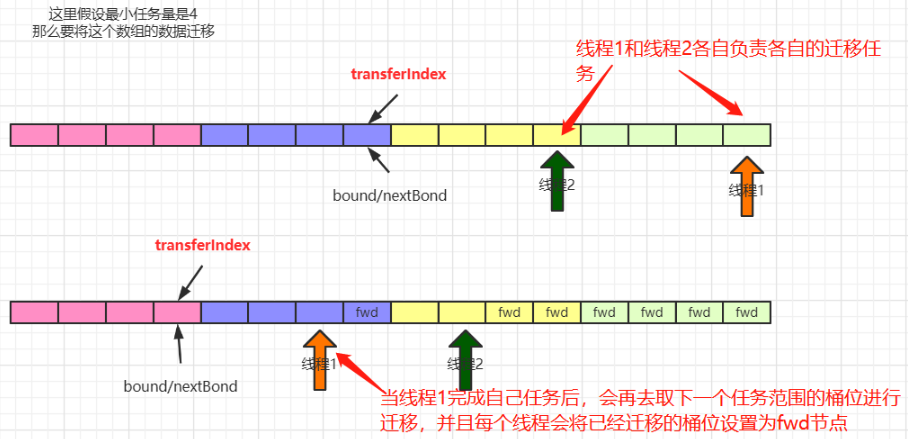 这里假设最小任务量是4
那么要将这个数组的数据迁移
线程1和线程2各自负责各自的迁移任
务
transferIndex
bound/nextBond
线程2
线程1
transferIndex
fwd
fwd
fwd
fwd
fwd
fwd
fwd
线程1
线程2
bound/nextBond
当线程1完成自己任务后，会再去取下一个任务范围的桶位进行
迁移，并且每个线程会将已经迁移的桶位设置为fwd节点